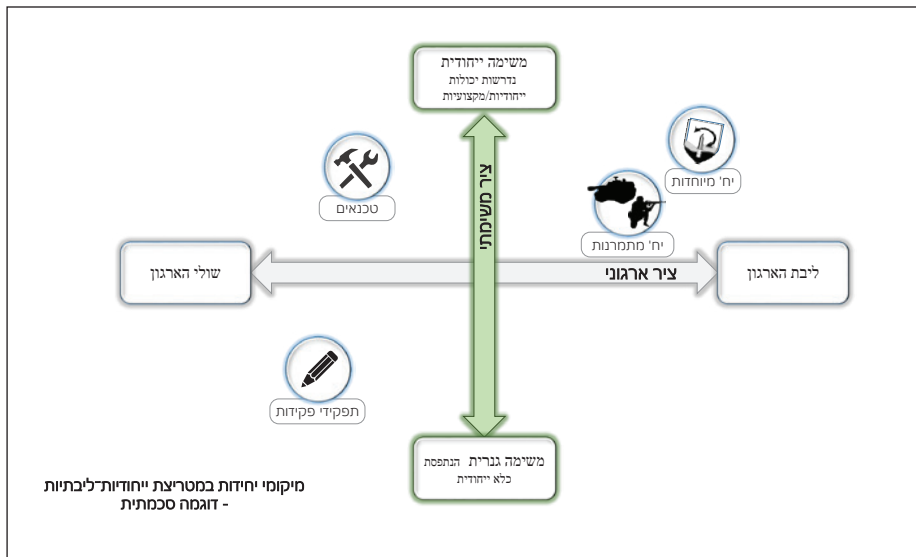 משימה ייחודית
נדרשות יכולות
ייחודיות/מקצועיות
יח' מיוחדות
ציר משימתי
טכנאים
יח' מתמרנות
ליבת הארגון
ציר ארגוני
שולי הארגון
תפקידי פקידות
משימה גנרית הנתפסת
כלא ייחודית
מיקומי יחידות במטריצת ייחודיות־ליבתיות
- דוגמה סכמתית